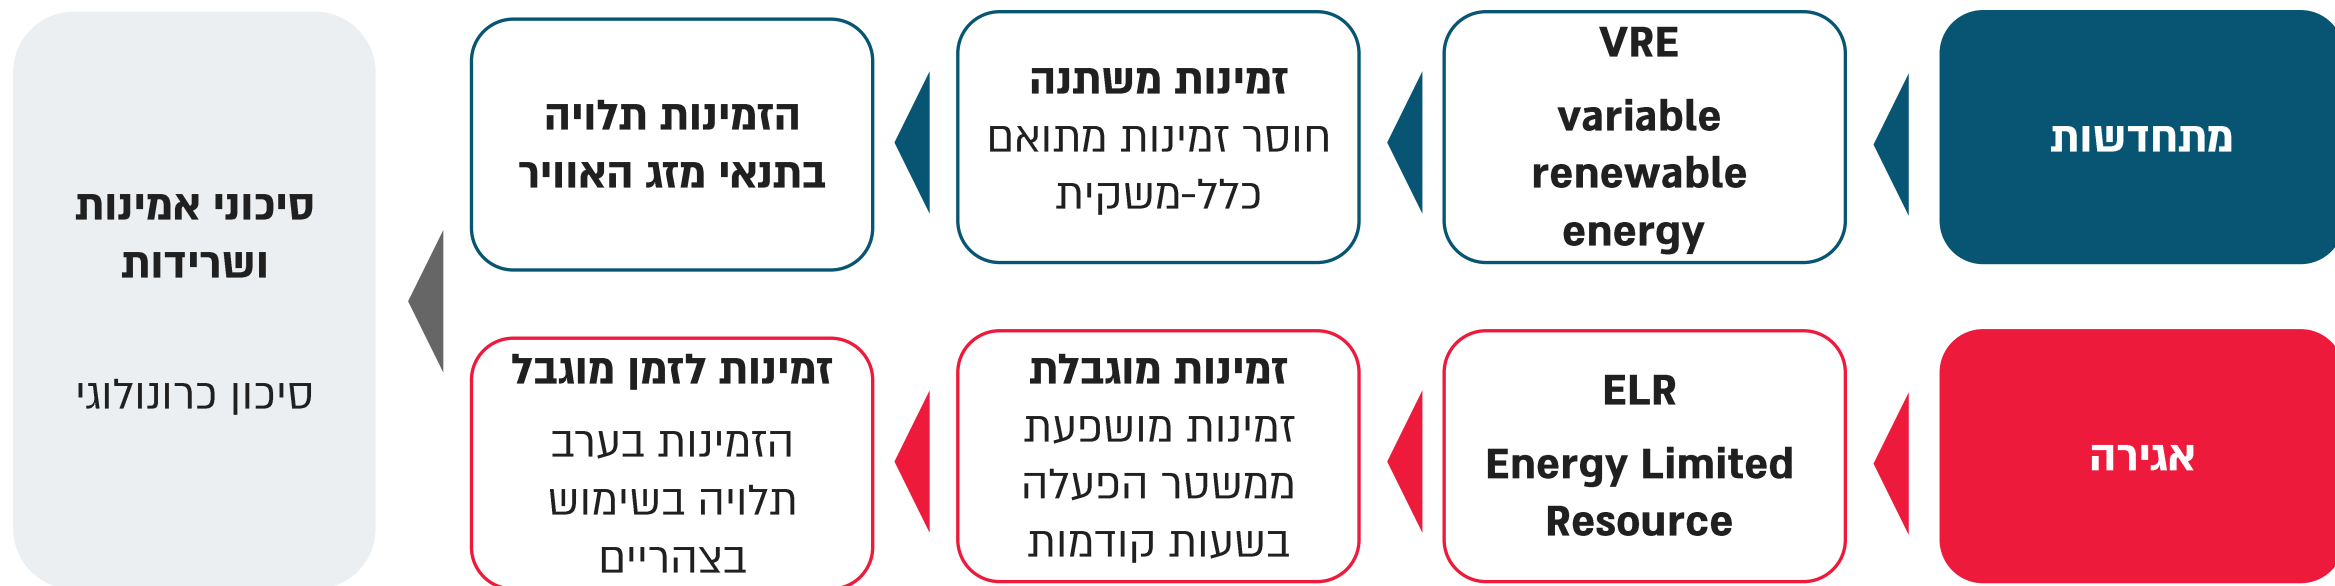 מתחדשות
VRE
variable
renewable
energy
זמינות משתנה
חוסר זמינות מתואם
כלל-משקית
הזמינות תלויה
בתנאי מזג האוויר
אגירה
ELR
Energy Limited
Resource
זמינות מוגבלת
זמינות מושפעת
ממשטר הפעלה
בשעות קודמות
זמינות לזמן מוגבל
הזמינות בערב
תלויה בשימוש
בצהריים
סיכוני אמינות
ושרידות
סיכון כרונולוגי